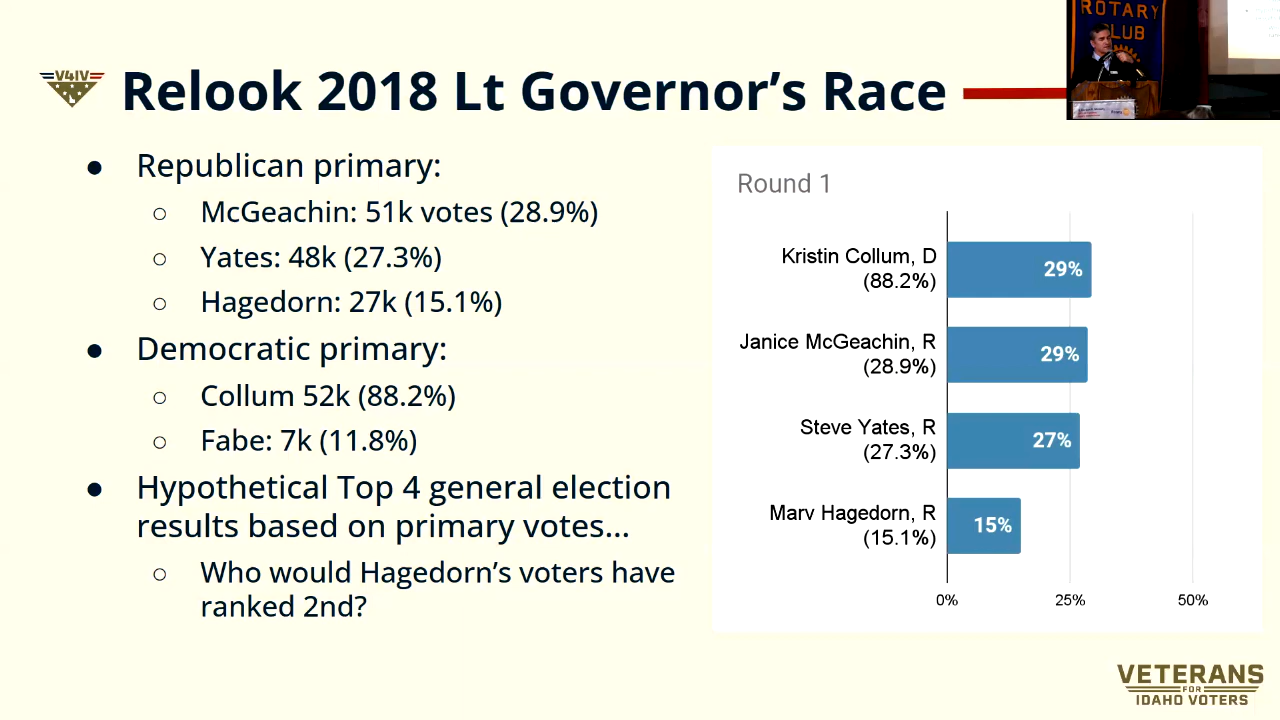 V4IV
Relook 2018 Lt Governor's Race
ROTARY
CLUB
● Republican primary:
○ McGeachin: 51k votes (28.9%)
○ Yates: 48k (27.3%)
○ Hagedorn: 27k (15.1%)
● Democratic primary:
○ Collum 52k (88.2%)
○ Fabe: 7k (11.8%)
● Hypothetical Top 4 general election
results based on primary votes...
○ Who would Hagedorn's voters have
ranked 2nd?
Round 1
Kristin Collum, D
(88.2%)
29%
Janice McGeachin, R
(28.9%)
29%
Steve Yates, R
(27.3%)
27%
Marv Hagedorn, R
(15.1%)
15%
0% 25% 50%
VETERANS
FOR
IDAHO VOTERS